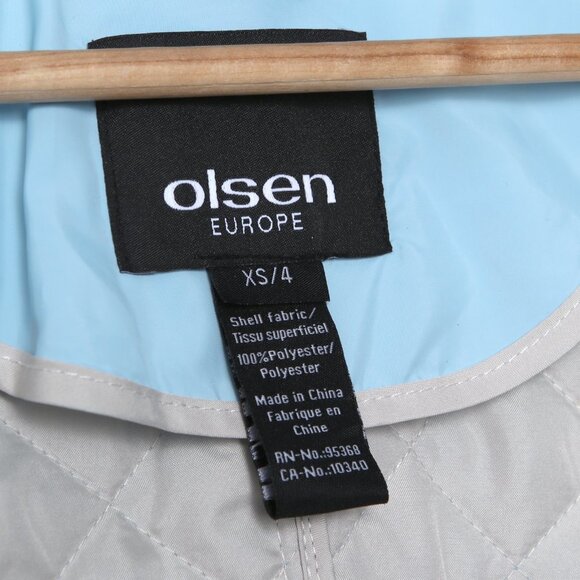 olsen
EUROPE
XS/4
Shell fabric/
Tissu superficiel
100%Polyester/
Polyester
Made in China
Fabrique en
Chine
RN-No.:95368
CA-No.:10340